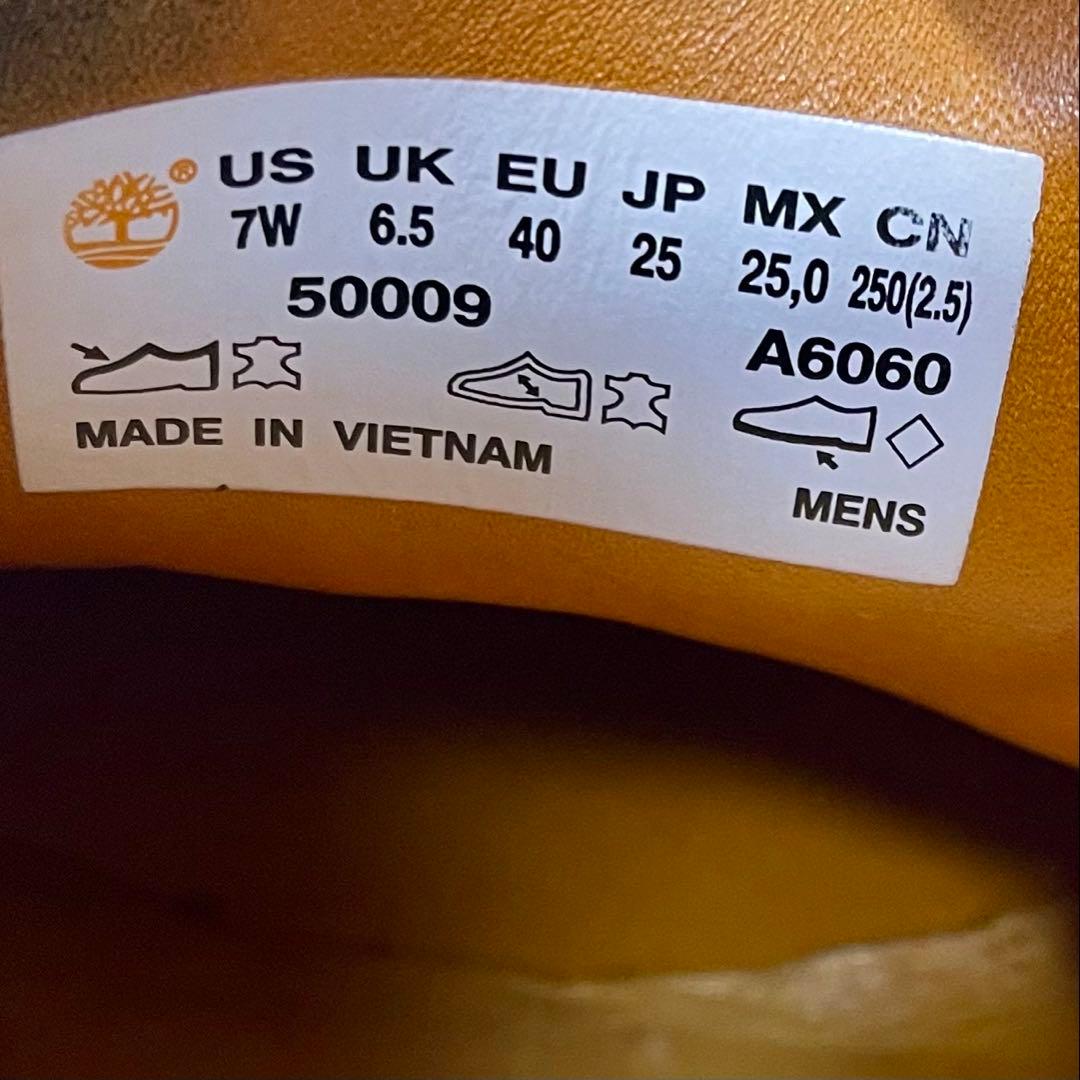 ® US UK EU JP MX CN
7W 6.5 40 25 25,0 250(2.5)
50009 A6060
MADE IN VIETNAM
MENS